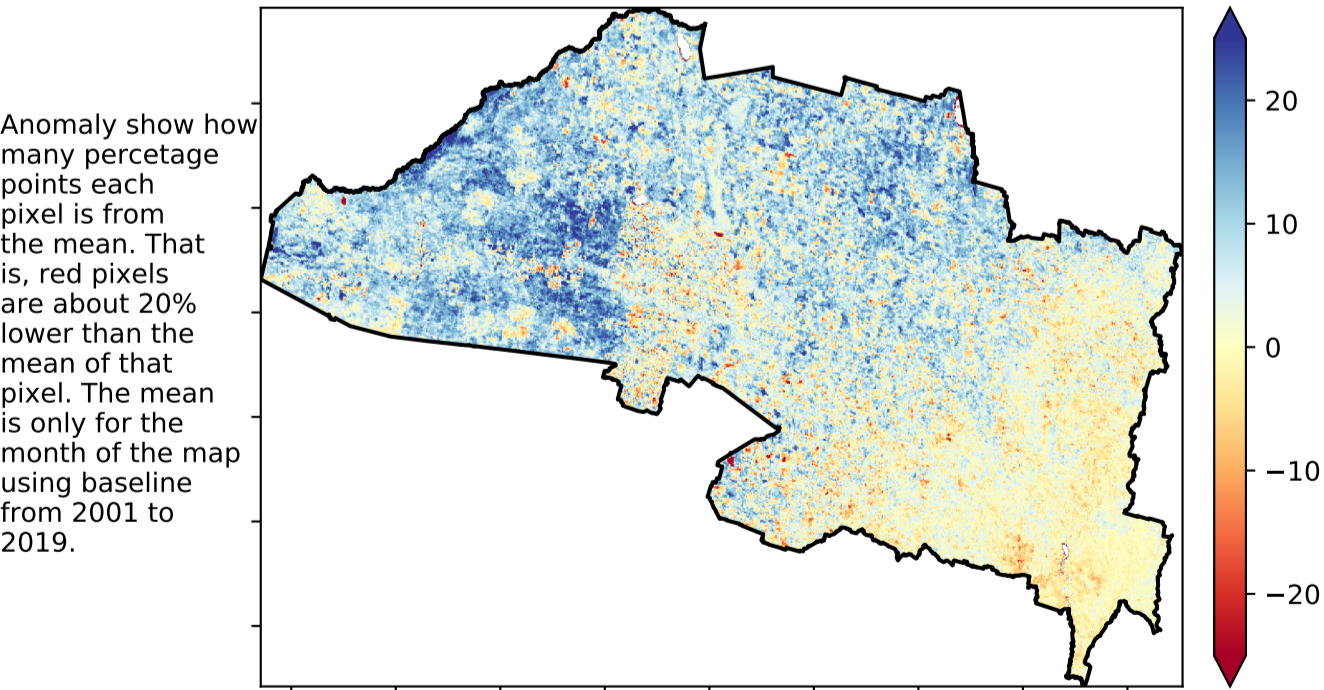 Anomaly show how
many percetage
points each
pixel is from
the mean. That
is, red pixels
are about 20%
lower than the
mean of that
pixel. The mean
is only for the
month of the map
using baseline
from 2001 to
2019.
20
10
0
−10
−20